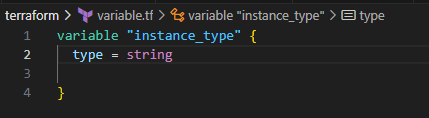 terraform > variable.tf > variable "instance_type" > type
1 variable "instance_type" {
2   type = string
3
4 }